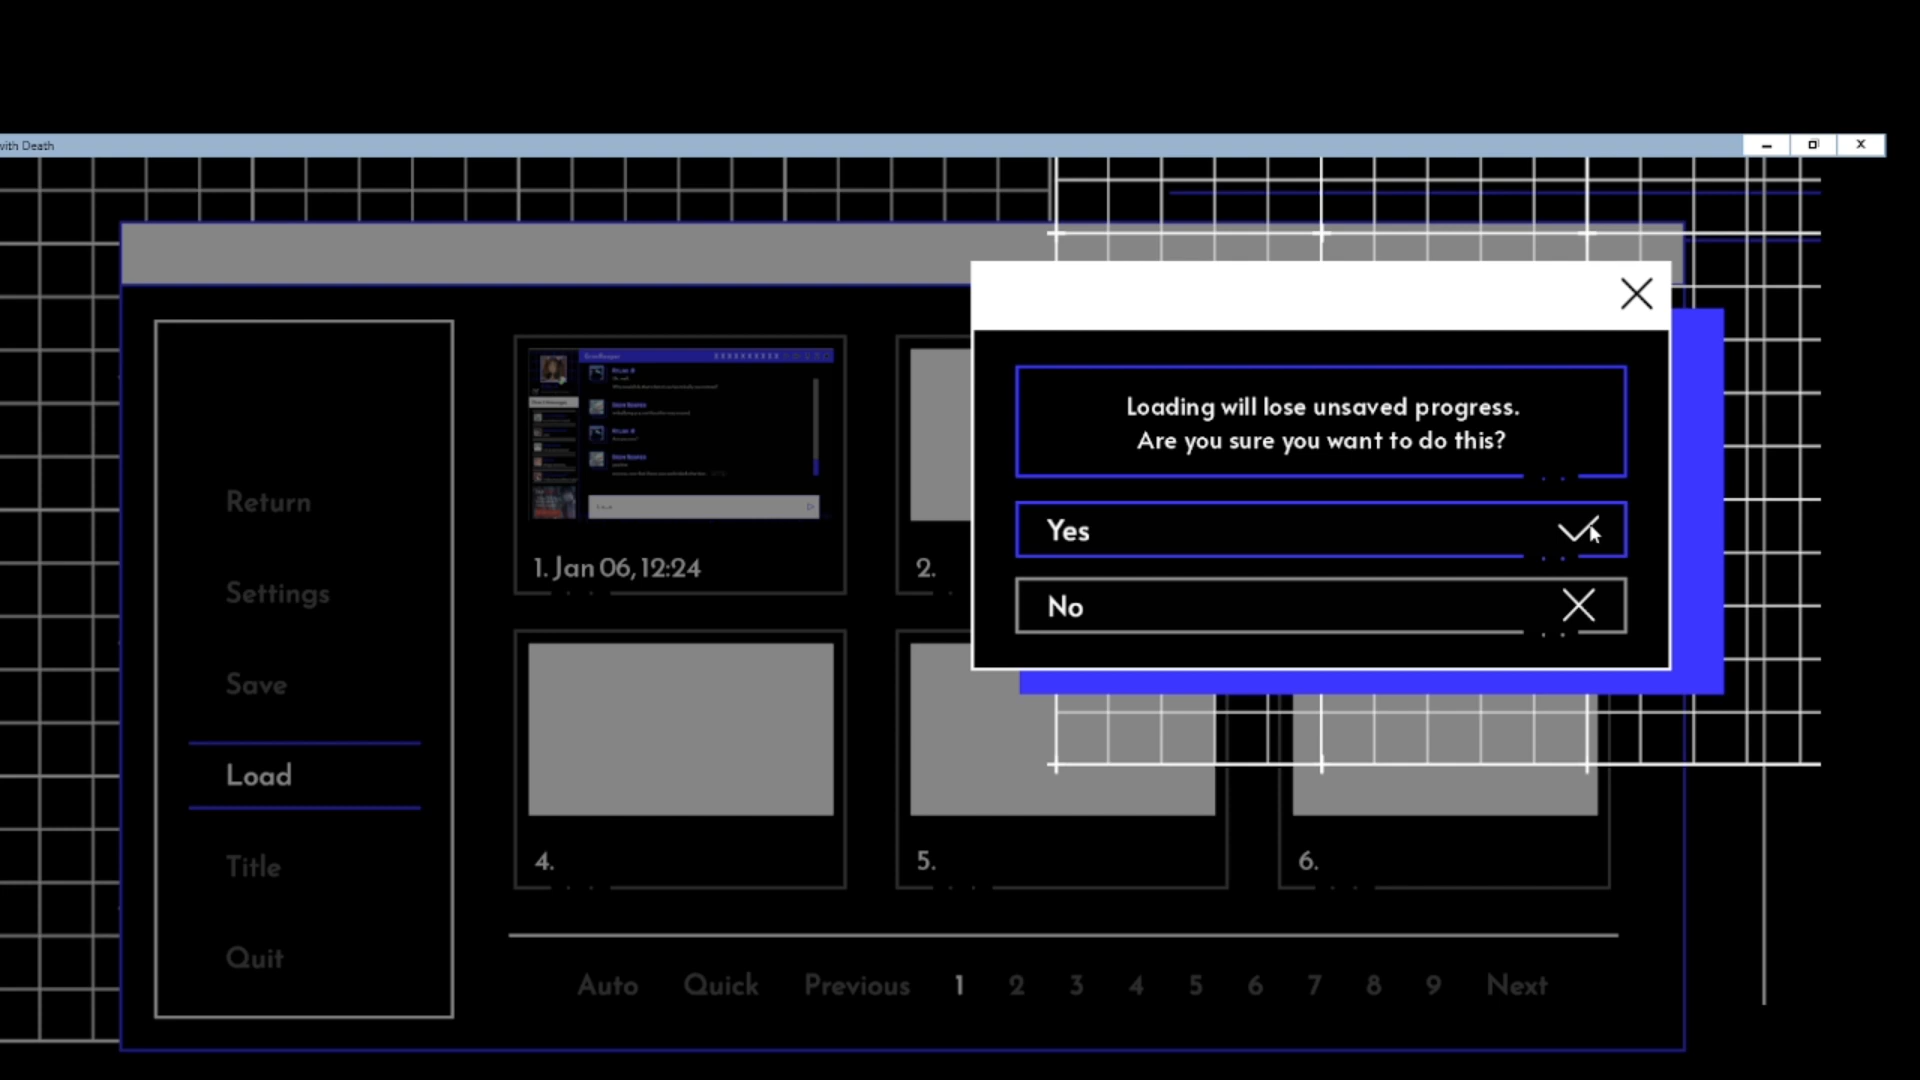 with Death
Loading will lose unsaved progress.
Are you sure you want to do this?
Yes
No
Return
Settings
Save
Load
Title
Quit
1. Jan 06, 12:24
2.
4.
5.
6.
Auto Quick Previous 1 2 3 4 5 6 7 8 9 Next